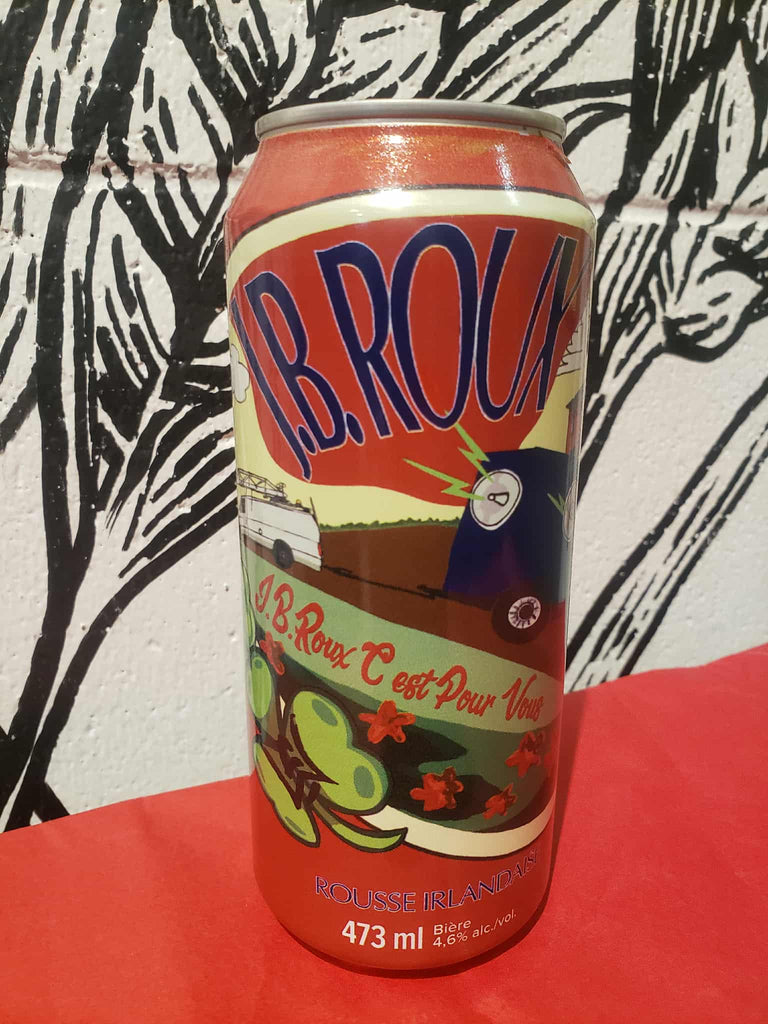 J.B.ROUX
J.B.Roux C'est Pour Vous
ROUSSE IRLANDAISE
473 ml
Bière
4,6% alc./vol.